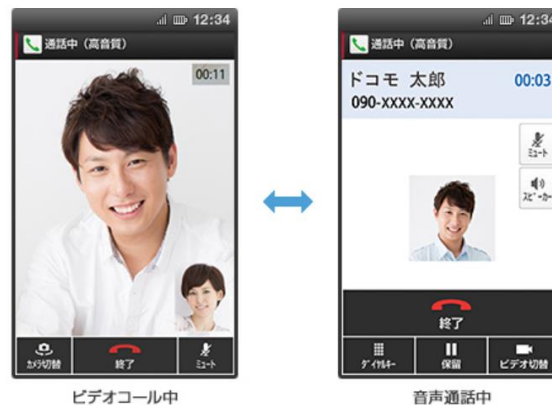 12:34
通話中（高音質）
00:11
カメラ切替
終了
ミュート
ビデオコール中
12:34
通話中（高音質）
ドコモ 太郎
00:03
090-XXXX-XXXX
ミュート
スピーカー
終了
ダイヤルキー
保留
ビデオ切替
音声通話中